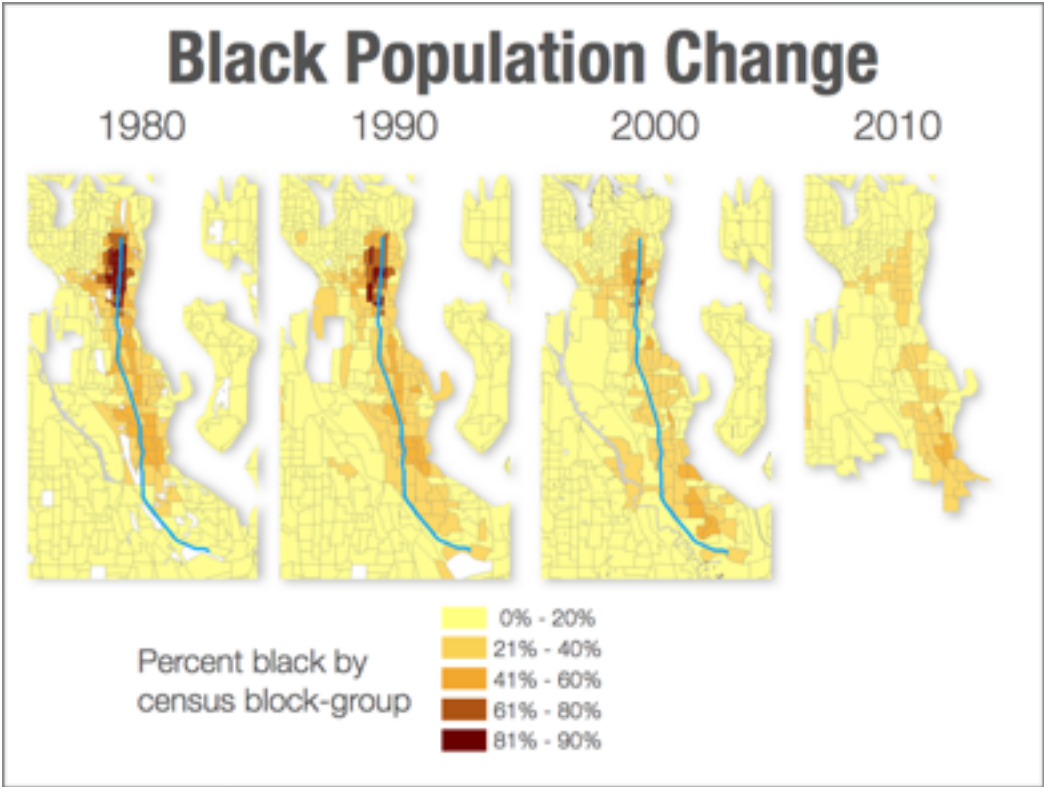 Black Population Change
1980
1990
2000
2010
Percent black by
census block-group
0% - 20%
21% - 40%
41% - 60%
61% - 80%
81% - 90%